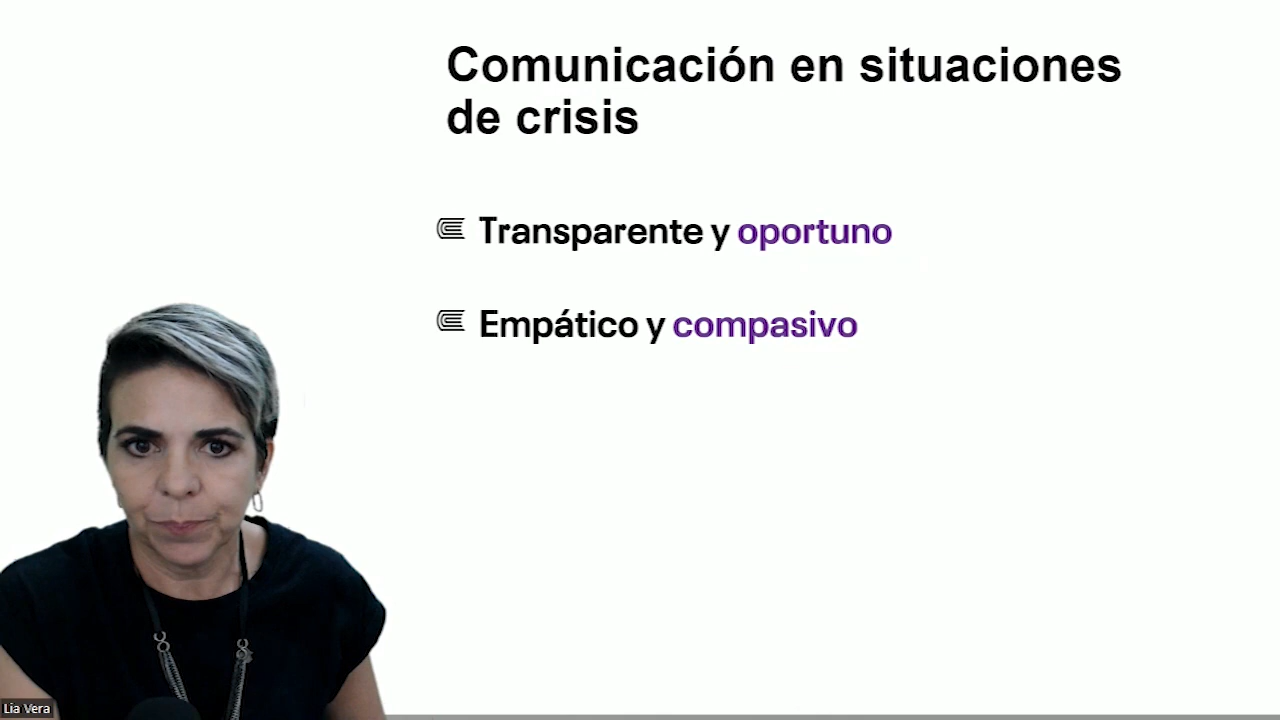 Comunicación en situaciones
de crisis
Transparente y oportuno
Empático y compasivo
Lia Vera